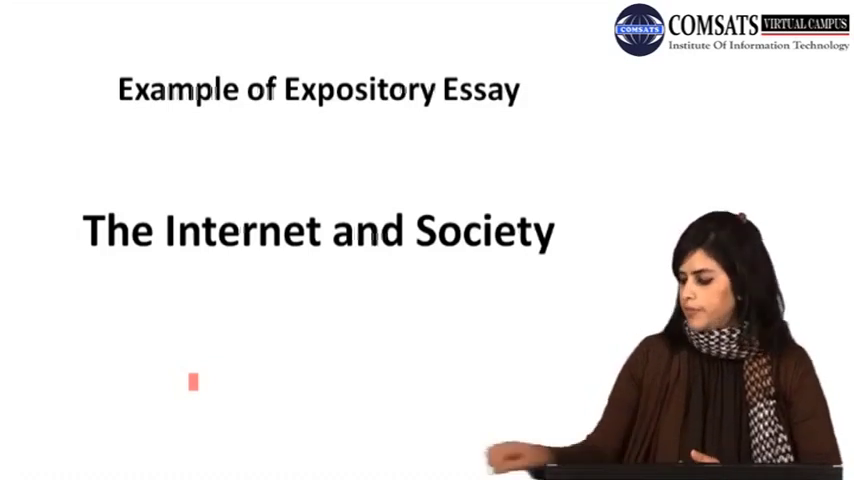 COMSATS VIRTUAL CAMPUS
COMSATS
Institute Of Information Technology
Example of Expository Essay
The Internet and Society